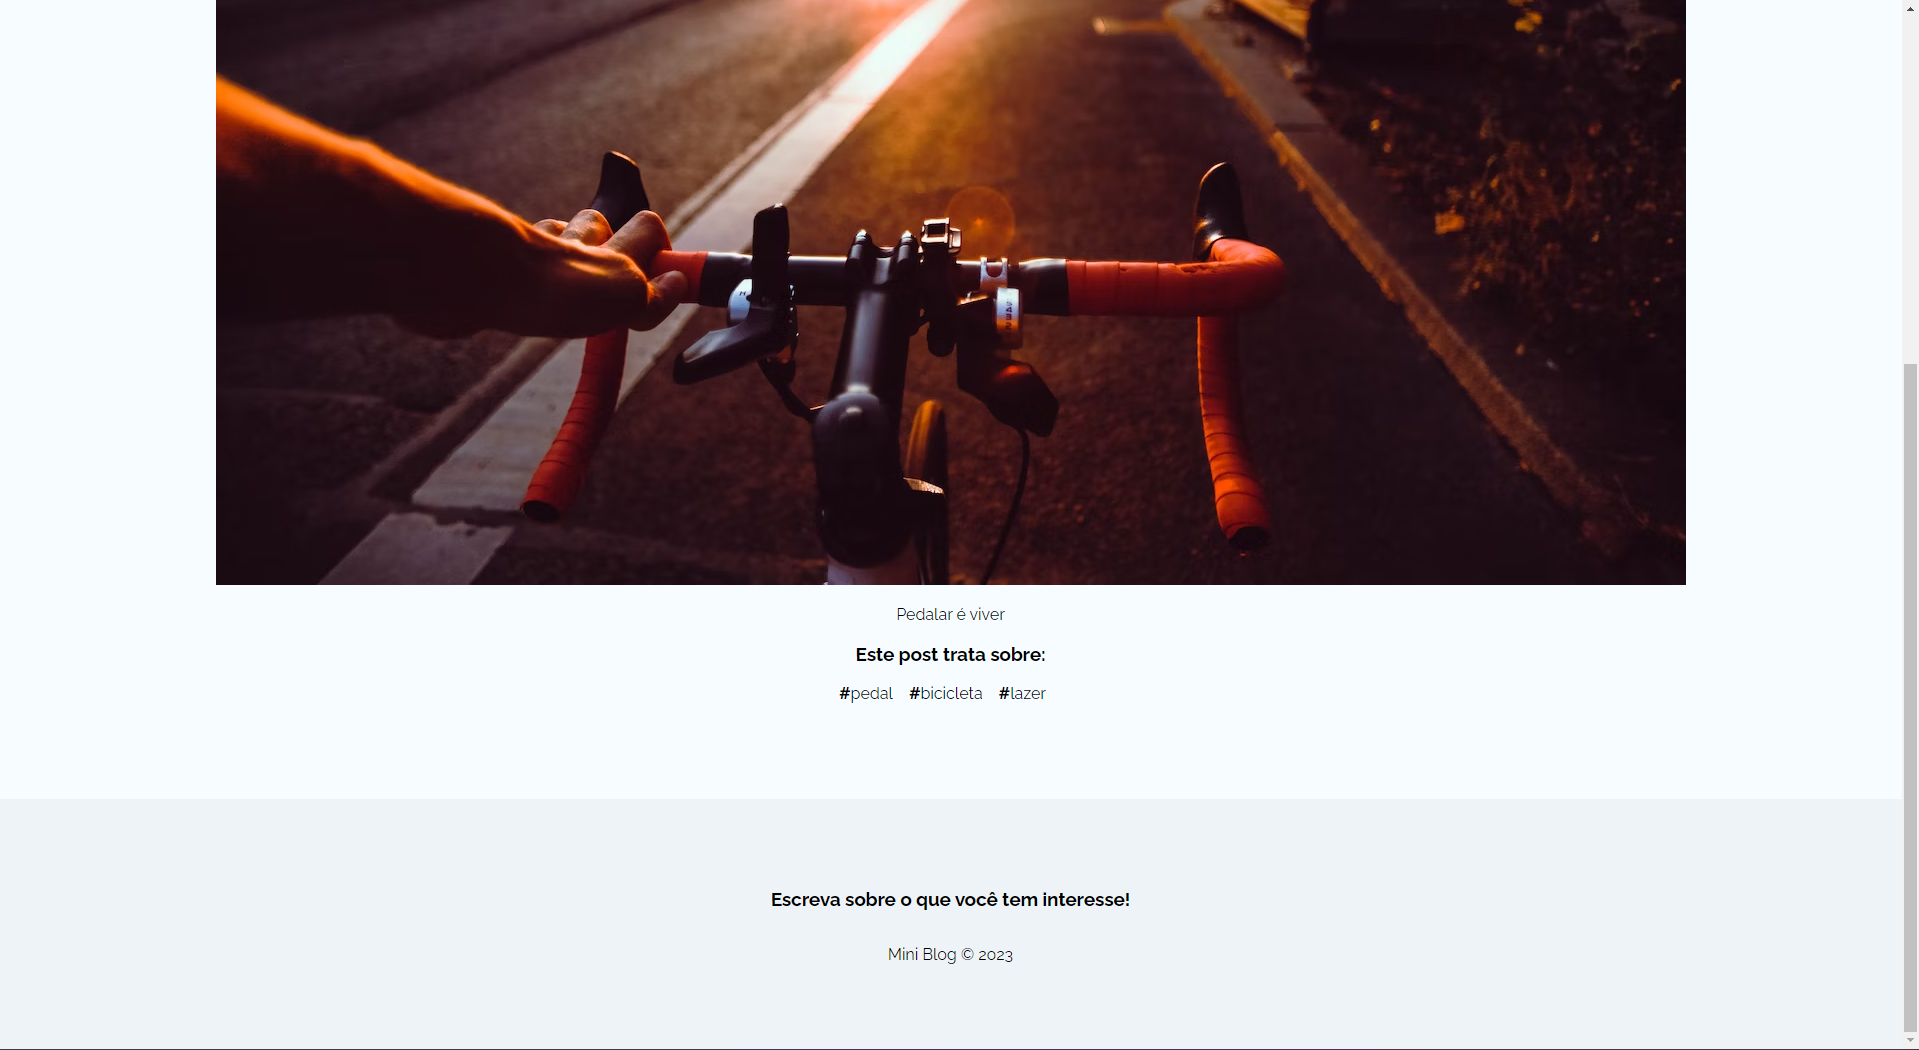 Pedalar é viver
Este post trata sobre:
#pedal #bicicleta #lazer
Escreva sobre o que você tem interesse!
Mini Blog © 2023